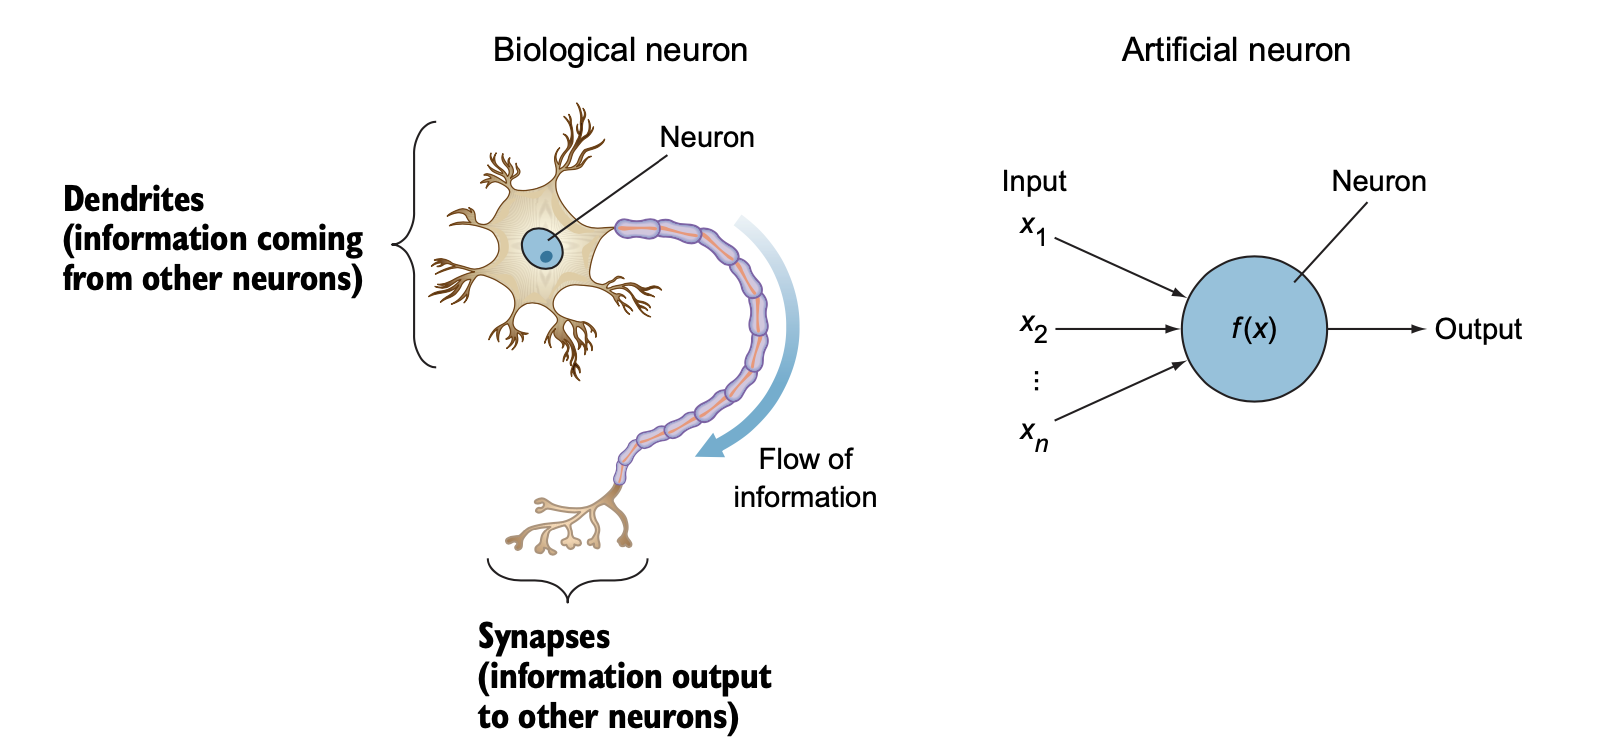 Biological neuron
Neuron
Dendrites
(information coming
from other neurons)
Flow of
information
Synapses
(information output
to other neurons)
Artificial neuron
Input
Neuron
x1
x2
f(x)
Output
⋮
xn